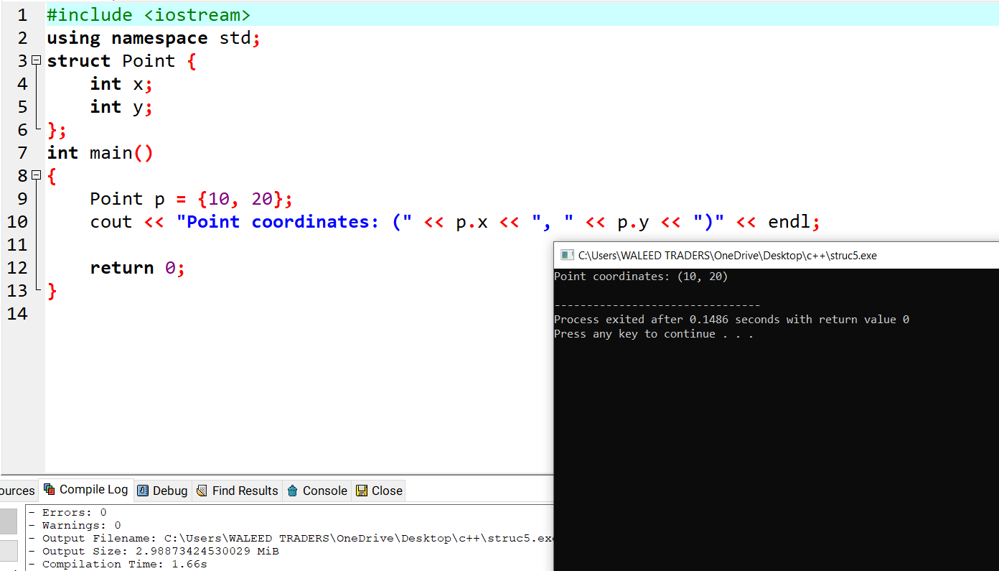 1 #include <iostream>
2 using namespace std;
3 struct Point {
4 int x;
5 int y;
6 };
7 int main()
8 {
9 Point p = {10, 20};
10 cout << "Point coordinates: (" << p.x << ", " << p.y << ")" << endl;
11
12 return 0;
13 }
14
C:\Users\WALEED TRADERS\OneDrive\Desktop\c++\struc5.exe
Point coordinates: (10, 20)
--------------------------------
Process exited after 0.1486 seconds with return value 0
Press any key to continue . . .
ources Compile Log Debug Find Results Console Close
- Errors: 0
- Warnings: 0
- Output Filename: C:\Users\WALEED TRADERS\OneDrive\Desktop\c++\struc5.exe
- Output Size: 2.98873424530029 MiB
- Compilation Time: 1.66s